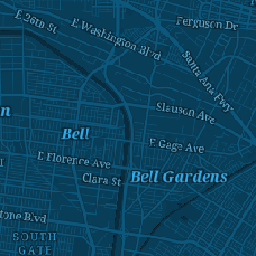 E 26th St
E Washington Blvd
Ferguson Dr
Santa Ana Fwy
Slauson Ave
Bell
E Gage Ave
E Florence Ave
Clara St
Bell Gardens
SOUTH
GATE